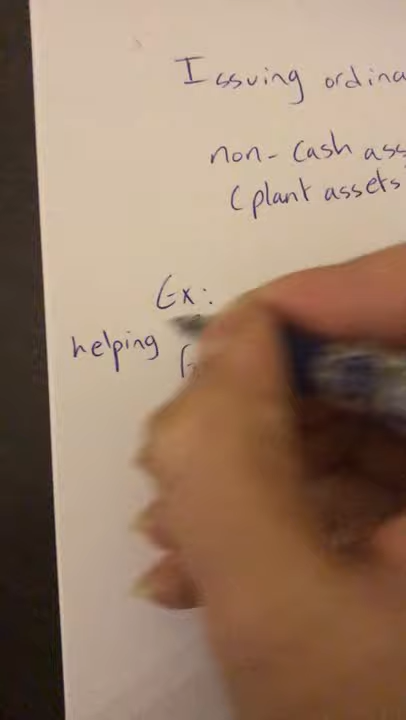 Issuing ordina
non-cash ass
(plant assets
Ex:
helping